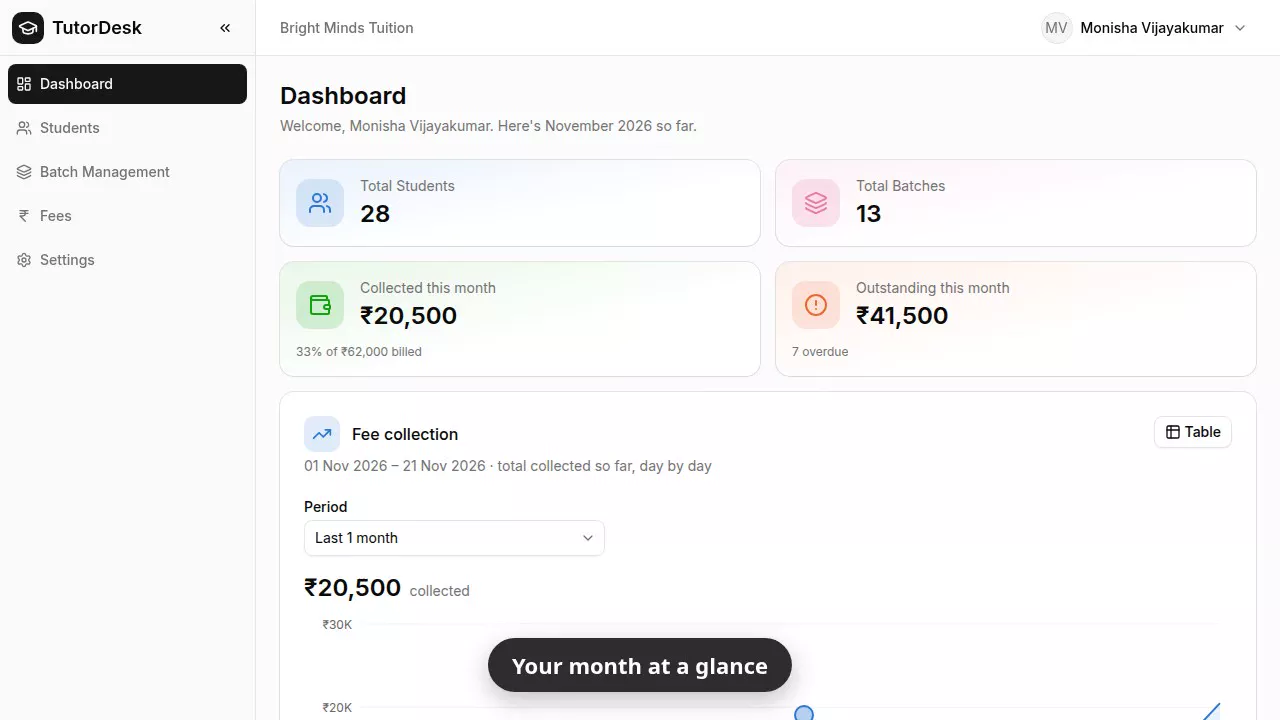 TutorDesk
Bright Minds Tuition
MV Monisha Vijayakumar
Dashboard
Students
Batch Management
₹ Fees
Settings
Dashboard
Welcome, Monisha Vijayakumar. Here's November 2026 so far.
Total Students
28
Total Batches
13
Collected this month
₹20,500
33% of ₹62,000 billed
Outstanding this month
₹41,500
7 overdue
Fee collection
Table
01 Nov 2026 – 21 Nov 2026 · total collected so far, day by day
Period
Last 1 month
₹20,500 collected
₹30K
Your month at a glance
₹20K